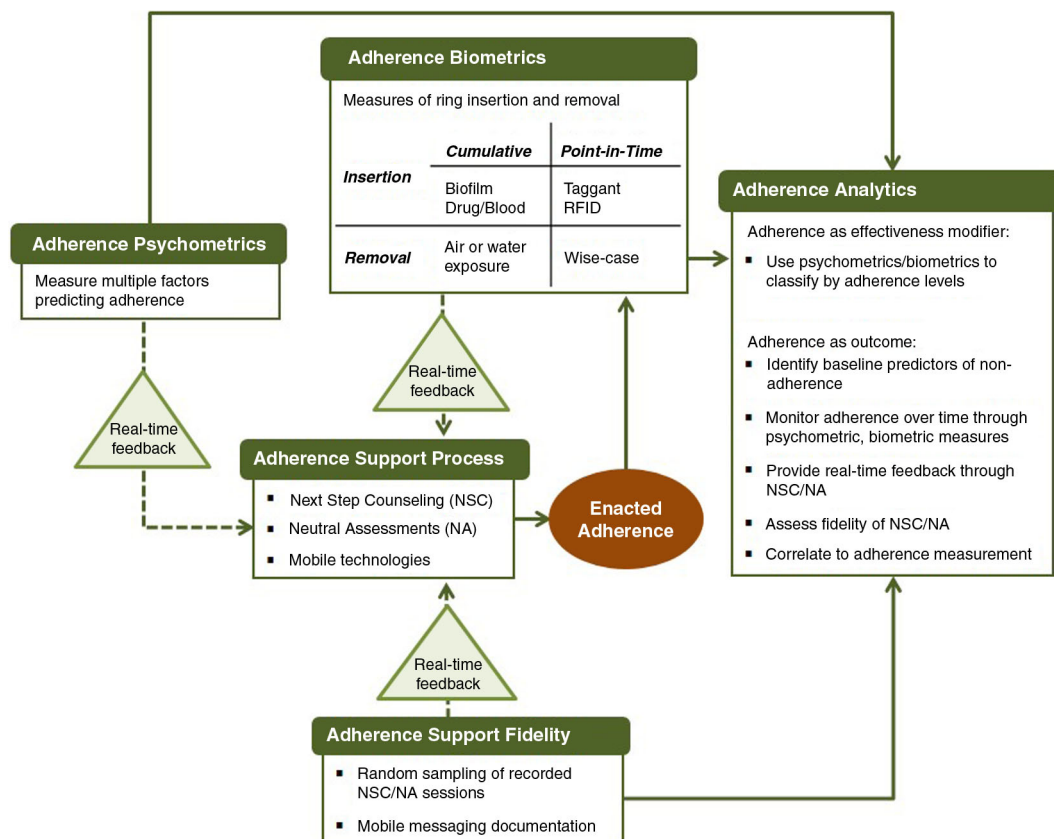 Adherence Biometrics
Measures of ring insertion and removal
Cumulative Point-in-Time
Insertion
Biofilm Taggant
Drug/Blood RFID
Removal
Air or water
exposure
Wise-case
Adherence Psychometrics
Measure multiple factors
predicting adherence
Real-time
feedback
Real-time
feedback
Adherence Support Process
▪ Next Step Counseling (NSC)
▪ Neutral Assessments (NA)
▪ Mobile technologies
Enacted
Adherence
Adherence Analytics
Adherence as effectiveness modifier:
▪ Use psychometrics/biometrics to
classify by adherence levels
Adherence as outcome:
▪ Identify baseline predictors of non-
adherence
▪ Monitor adherence over time through
psychometric, biometric measures
▪ Provide real-time feedback through
NSC/NA
▪ Assess fidelity of NSC/NA
▪ Correlate to adherence measurement
Real-time
feedback
Adherence Support Fidelity
▪ Random sampling of recorded
NSC/NA sessions
▪ Mobile messaging documentation